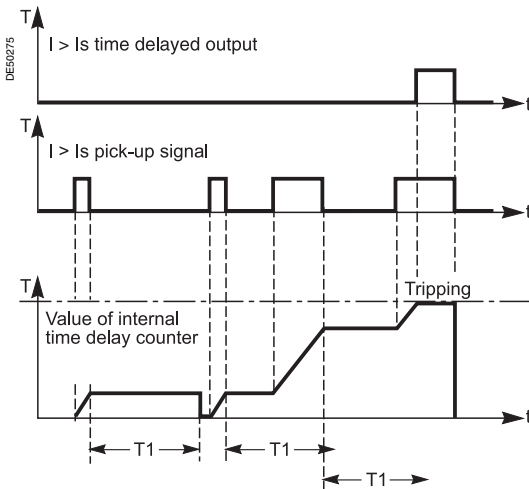 DE50275
T
I > Is time delayed output
t
T
I > Is pick-up signal
t
T
Tripping
Value of internal
time delay counter
t
T1
T1
T1